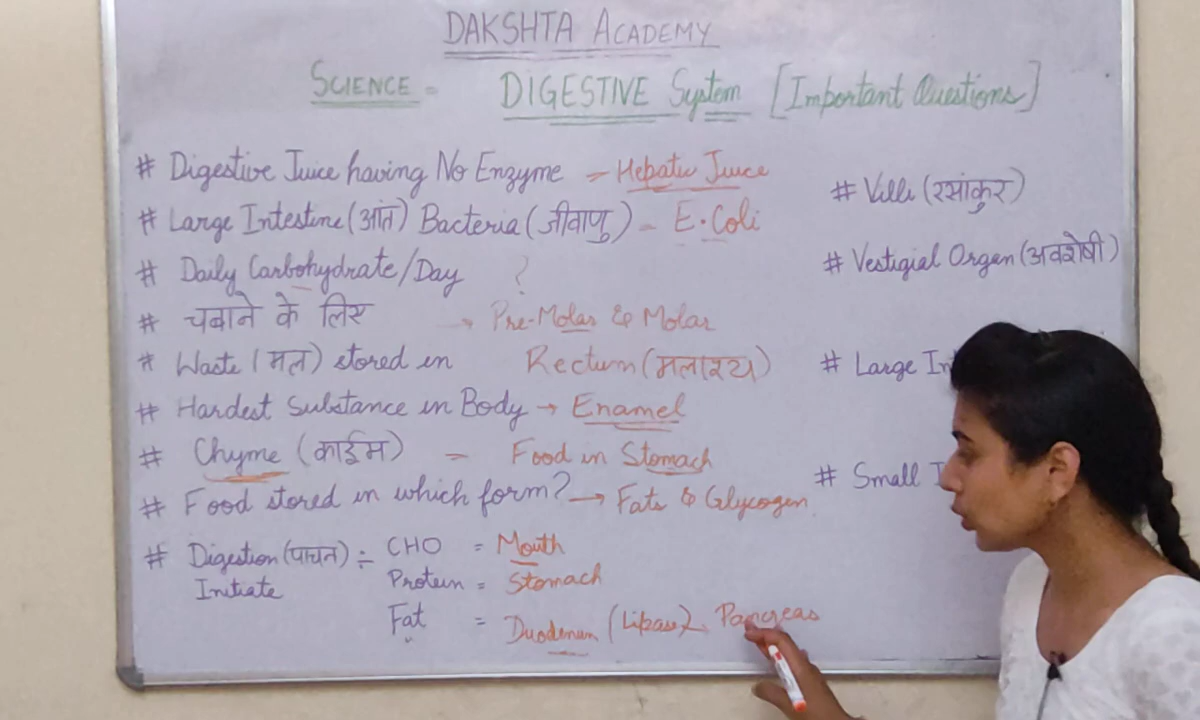 DAKSHTA ACADEMY
SCIENCE - DIGESTIVE System [Important Questions]
# Digestive Juice having No Enzyme - Hepatic Juice
# Large Intestine (आंत) Bacteria (जीवाणु) - E. Coli
# Daily Carbohydrate/Day ?
# चबाने के लिए → Pre-Molar & Molar
# Waste (मल) stored in Rectum (मलाशय)
# Hardest Substance in Body → Enamel
# Chyme (काईम) - Food in Stomach
# Food stored in which form? → Fats & Glycogen
# Digestion (पाचन) ÷ CHO = Mouth
Initiate Protein = Stomach
Fat = Duodenum (Lipase) Pancreas
# Villi (रसांकुर)
# Vestigial Organ (अवशेषी)
# Large In
# Small I